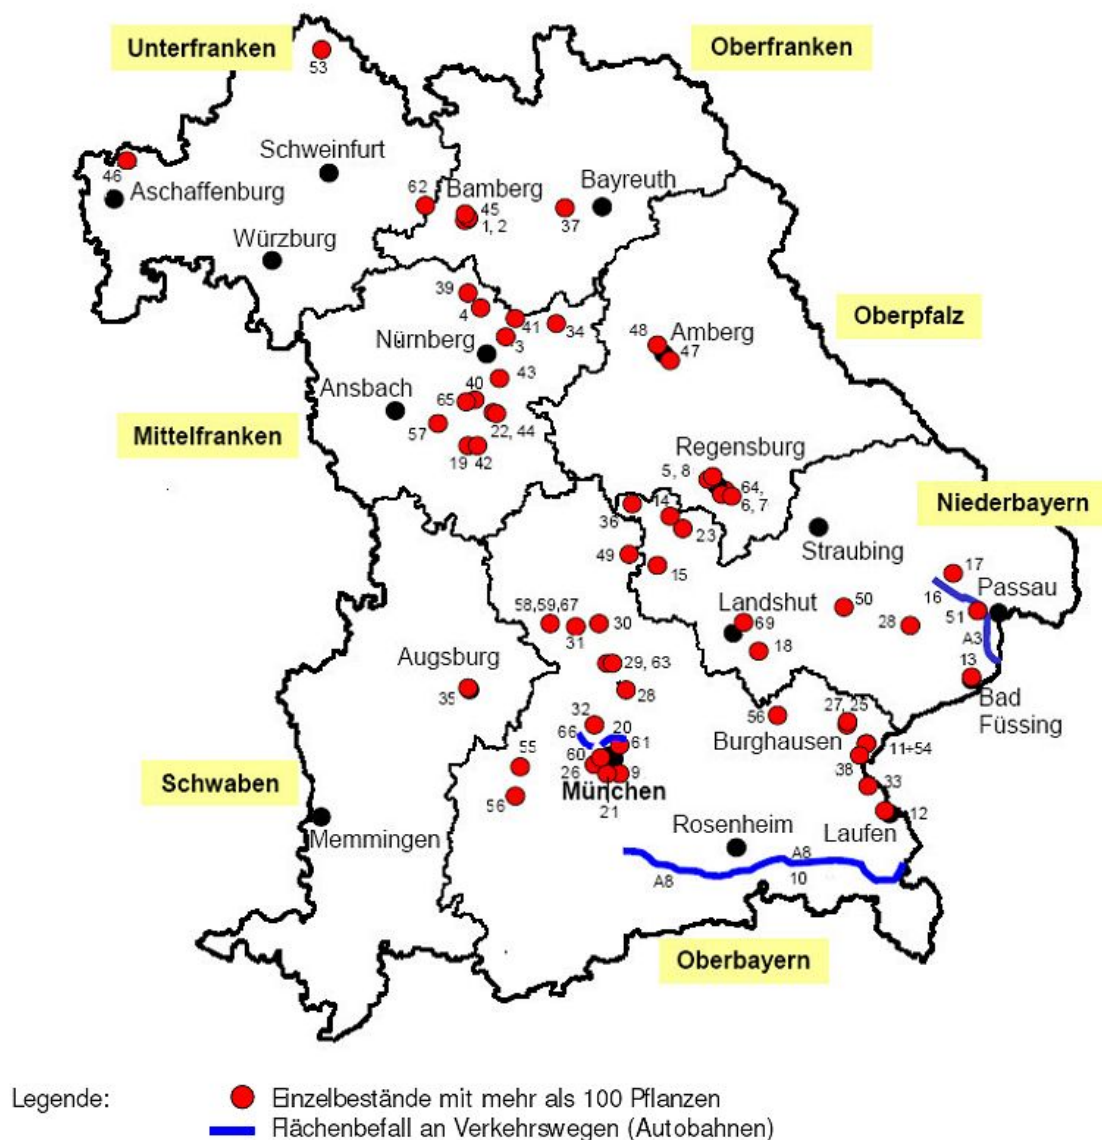 Unterfranken
Oberfranken
53
Schweinfurt
46
Aschaffenburg
62
Bamberg
45
1, 2
Bayreuth
37
Würzburg
39
4
41
34
Oberpfalz
Nürnberg
3
48
Amberg
47
43
Ansbach
40
65
Mittelfranken
57
22, 44
19
42
Regensburg
5, 8
64,
6, 7
14
36
23
Niederbayern
Straubing
49
15
17
16
Passau
58,59,67
30
31
Landshut
69
50
28
51
A3
18
13
Augsburg
29, 63
35
28
Bad
Füssing
32
20
56
27, 25
66
61
Burghausen
11+54
55
60
38
26
9
Schwaben
München
33
56
21
12
Memmingen
Rosenheim
Laufen
A8
A8
10
Oberbayern
Legende:
Einzelbestände mit mehr als 100 Pflanzen
Flächenbefall an Verkehrswegen (Autobahnen)